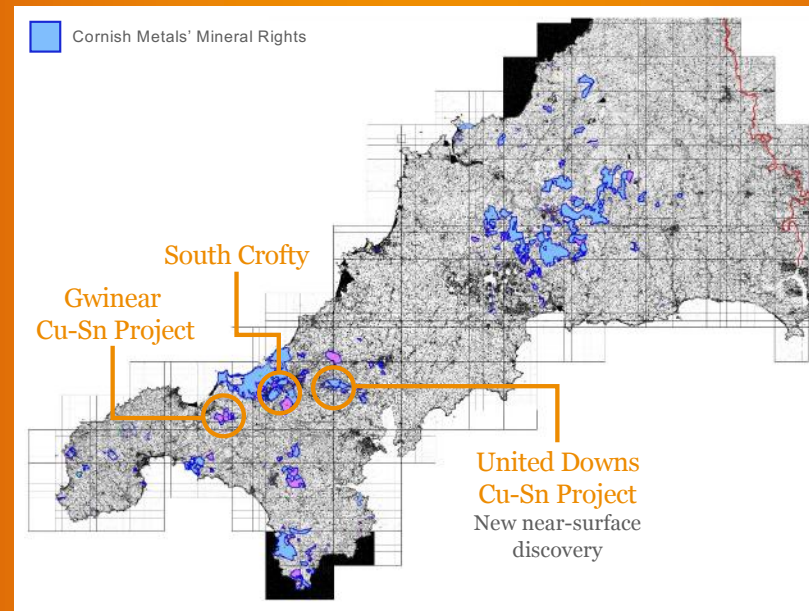 Cornish Metals' Mineral Rights
South Crofty
Gwinear
Cu-Sn Project
United Downs
Cu-Sn Project
New near-surface
discovery